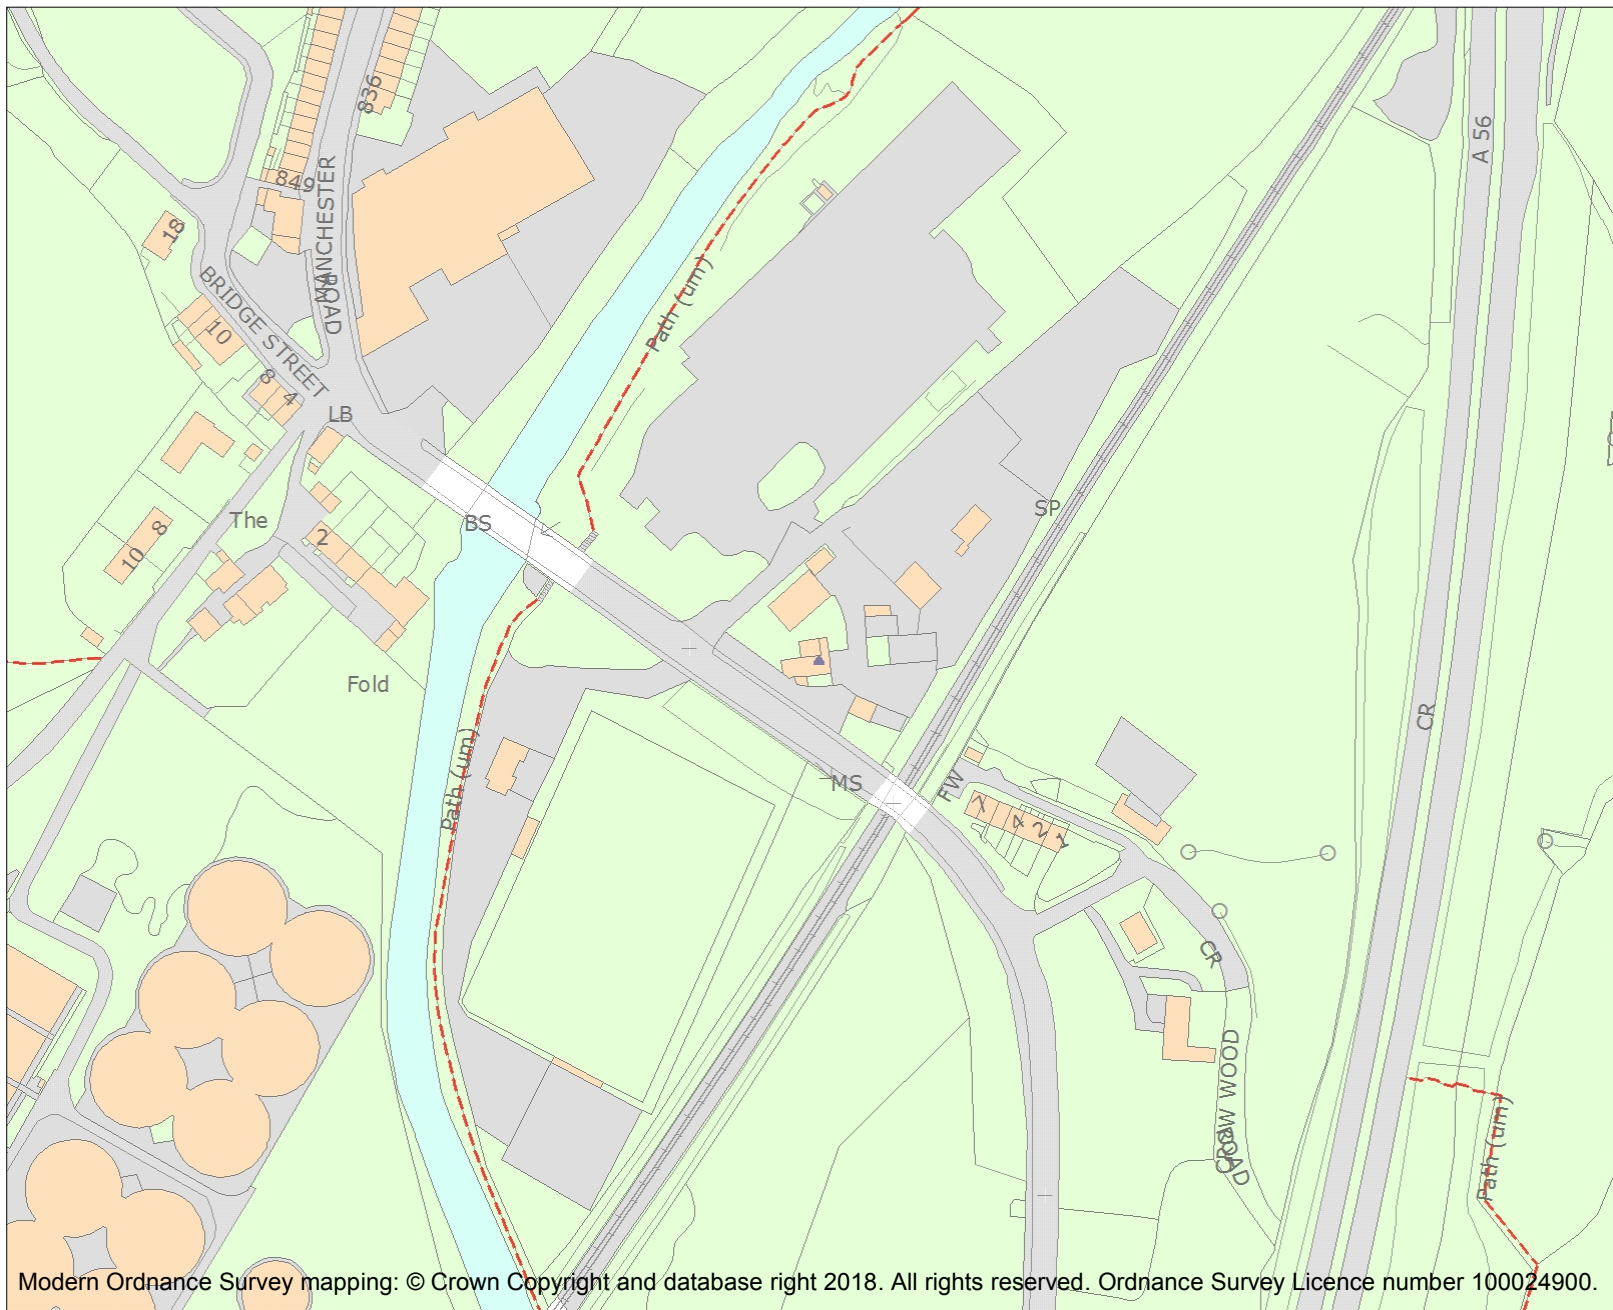 836
A 56
849
MANCHESTER
ROAD
18
BRIDGE STREET
Path (um)
10
8
4
LB
SP
BS
The
8
10
2
Fold
CR
Path (um)
MS
FW
7
4
2
1
CR
CROW WOOD
ROAD
Path (um)
Modern Ordnance Survey mapping: © Crown Copyright and database right 2018. All rights reserved. Ordnance Survey Licence number 100024900.